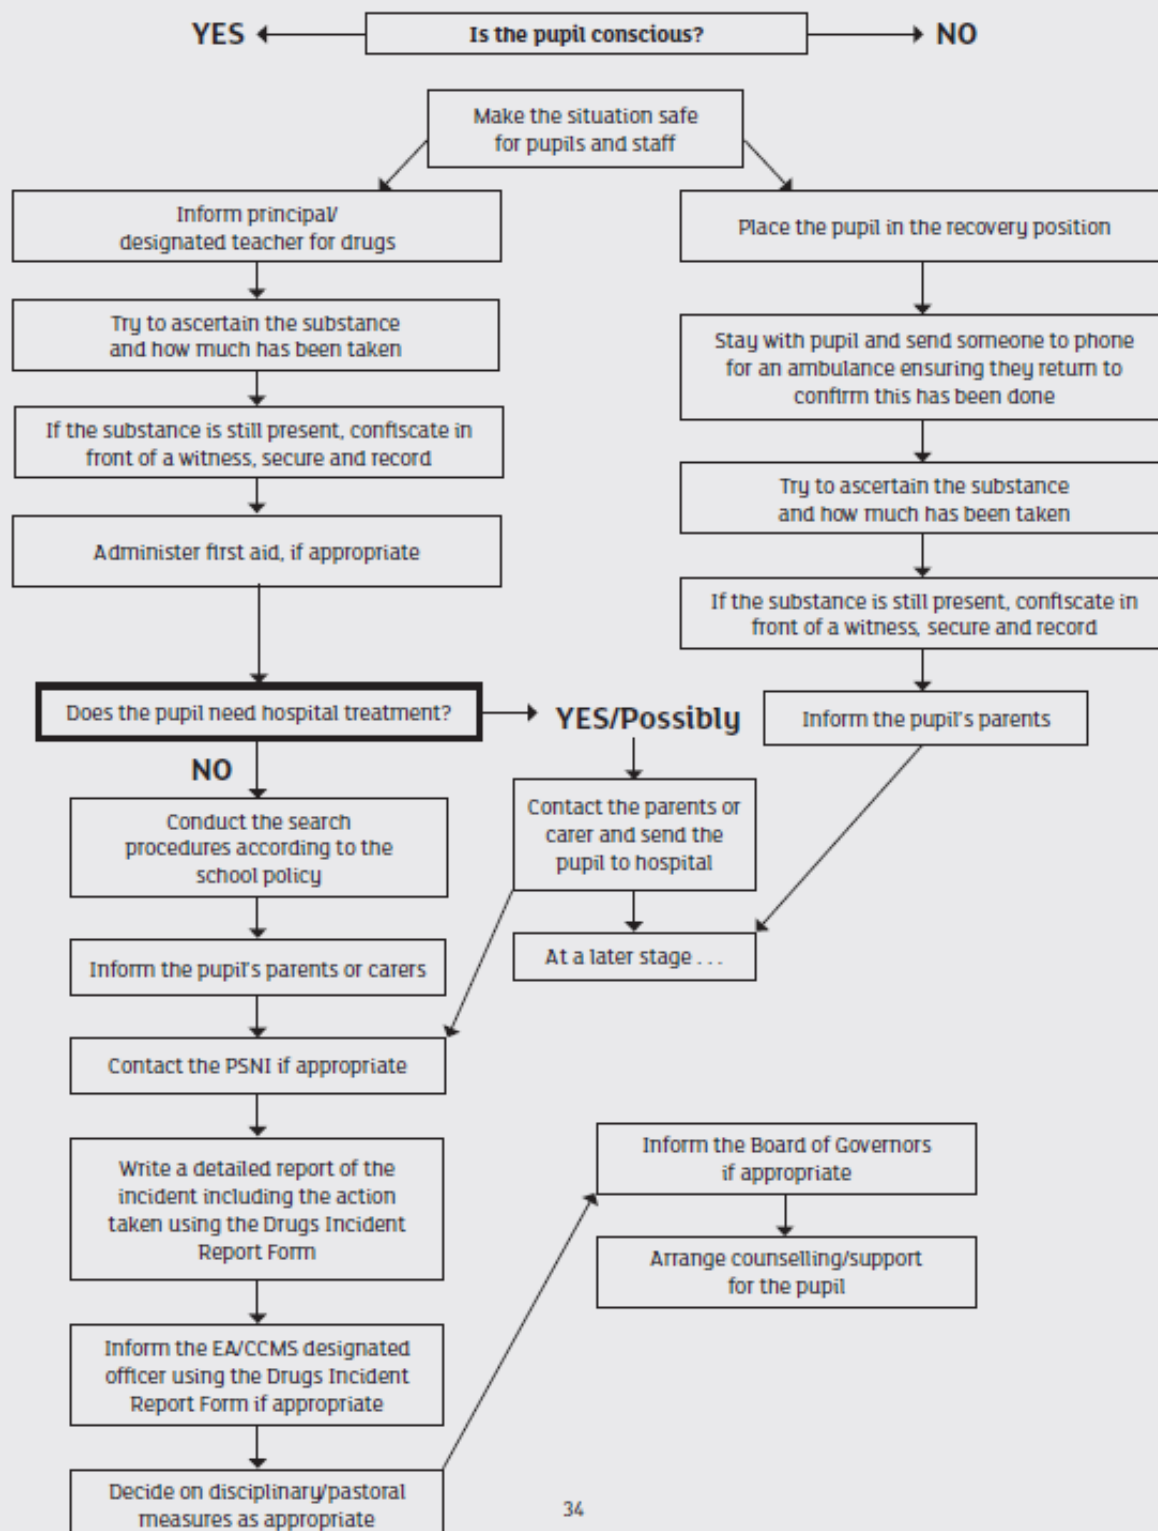 YES
Is the pupil conscious?
NO
Make the situation safe
for pupils and staff
Inform principal/
designated teacher for drugs
Try to ascertain the substance
and how much has been taken
If the substance is still present, confiscate in
front of a witness, secure and record
Administer first aid, if appropriate
Place the pupil in the recovery position
Stay with pupil and send someone to phone
for an ambulance ensuring they return to
confirm this has been done
Try to ascertain the substance
and how much has been taken
If the substance is still present, confiscate in
front of a witness, secure and record
Inform the pupil's parents
Does the pupil need hospital treatment?
YES/Possibly
Contact the parents or
carer and send the
pupil to hospital
At a later stage . . .
NO
Conduct the search
procedures according to the
school policy
Inform the pupil's parents or carers
Contact the PSNI if appropriate
Write a detailed report of the
incident including the action
taken using the Drugs Incident
Report Form
Inform the EA/CCMS designated
officer using the Drugs Incident
Report Form if appropriate
Decide on disciplinary/pastoral
measures as appropriate
Inform the Board of Governors
if appropriate
Arrange counselling/support
for the pupil
34